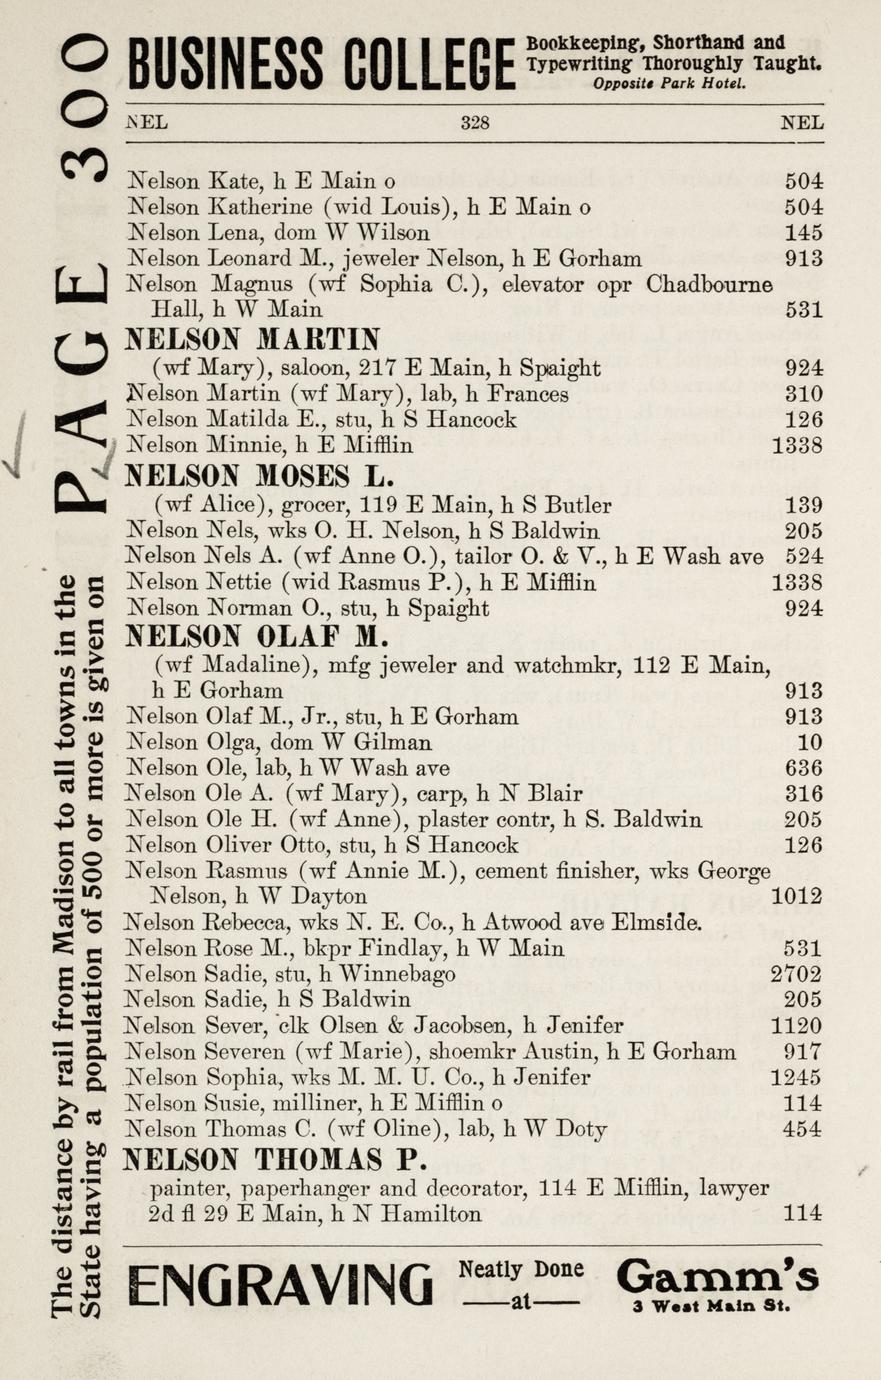 BUSINESS COLLEGE Bookkeeping, Shorthand and
Typewriting Thoroughly Taught.
Opposite Park Hotel.
NEL 328 NEL
Nelson Kate, h E Main o 504
Nelson Katherine (wid Louis), h E Main o 504
Nelson Lena, dom W Wilson 145
Nelson Leonard M., jeweler Nelson, h E Gorham 913
Nelson Magnus (wf Sophia C.), elevator opr Chadbourne
Hall, h W Main 531
NELSON MARTIN
(wf Mary), saloon, 217 E Main, h Spaight 924
Nelson Martin (wf Mary), lab, h Frances 310
Nelson Matilda E., stu, h S Hancock 126
Nelson Minnie, h E Mifflin 1338
NELSON MOSES L.
(wf Alice), grocer, 119 E Main, h S Butler 139
Nelson Nels, wks O. H. Nelson, h S Baldwin 205
Nelson Nels A. (wf Anne O.), tailor O. & V., h E Wash ave 524
Nelson Nettie (wid Rasmus P.), h E Mifflin 1338
Nelson Norman O., stu, h Spaight 924
NELSON OLAF M.
(wf Madaline), mfg jeweler and watchmkr, 112 E Main,
h E Gorham 913
Nelson Olaf M., Jr., stu, h E Gorham 913
Nelson Olga, dom W Gilman 10
Nelson Ole, lab, h W Wash ave 636
Nelson Ole A. (wf Mary), carp, h N Blair 316
Nelson Ole H. (wf Anne), plaster contr, h S. Baldwin 205
Nelson Oliver Otto, stu, h S Hancock 126
Nelson Rasmus (wf Annie M.), cement finisher, wks George
Nelson, h W Dayton 1012
Nelson Rebecca, wks N. E. Co., h Atwood ave Elmside.
Nelson Rose M., bkpr Findlay, h W Main 531
Nelson Sadie, stu, h Winnebago 2702
Nelson Sadie, h S Baldwin 205
Nelson Sever, clk Olsen & Jacobsen, h Jenifer 1120
Nelson Severen (wf Marie), shoemkr Austin, h E Gorham 917
Nelson Sophia, wks M. M. U. Co., h Jenifer 1245
Nelson Susie, milliner, h E Mifflin o 114
Nelson Thomas C. (wf Oline), lab, h W Doty 454
NELSON THOMAS P.
painter, paperhanger and decorator, 114 E Mifflin, lawyer
2d fl 29 E Main, h N Hamilton 114
ENGRAVING Neatly Done
at
Gamm's
3 West Main St.
The distance by rail from Madison to all towns in the
State having a population of 500 or more is given on
PAGE 300